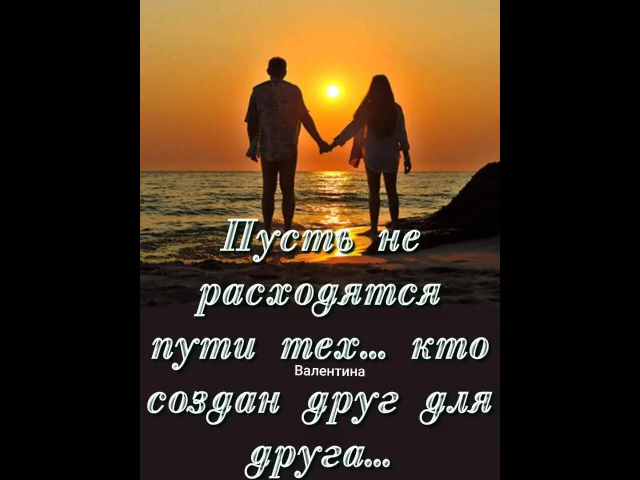 Пусть не
расходятся
пути тех... кто
Валентина
создан друг для
друга...